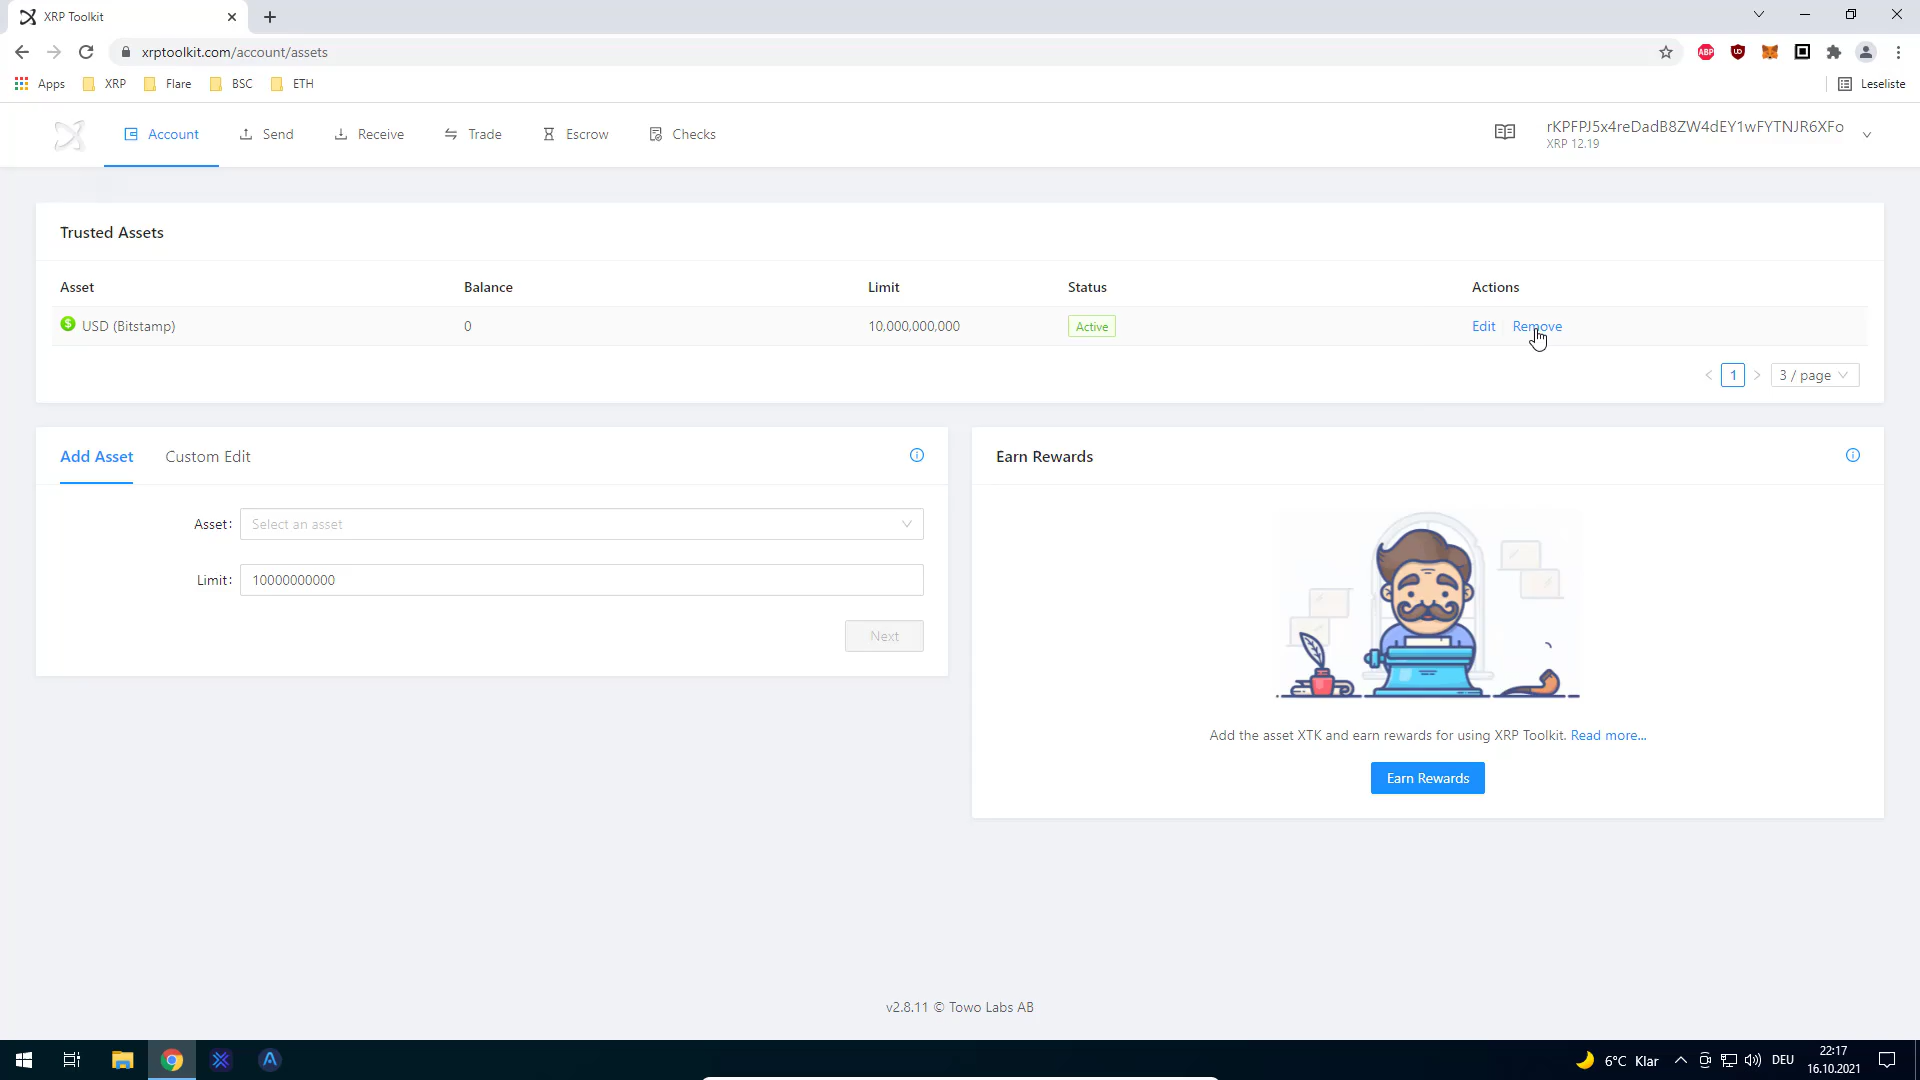 XRP Toolkit
xrptoolkit.com/account/assets
ABP
Apps XRP Flare BSC ETH Leseliste
Account Send Receive Trade Escrow Checks
rKPFPJ5x4reDadB8ZW4dEY1wFYTNJR6XFo
XRP 12.19
Trusted Assets
Asset Balance Limit Status Actions
USD (Bitstamp) 0 10,000,000,000 Active Edit Remove
1 3 / page
Add Asset Custom Edit
Asset: Select an asset
Limit: 10000000000
Next
Earn Rewards
Add the asset XTK and earn rewards for using XRP Toolkit. Read more...
Earn Rewards
v2.8.11 © Towo Labs AB
6°C Klar DEU 22:17
16.10.2021